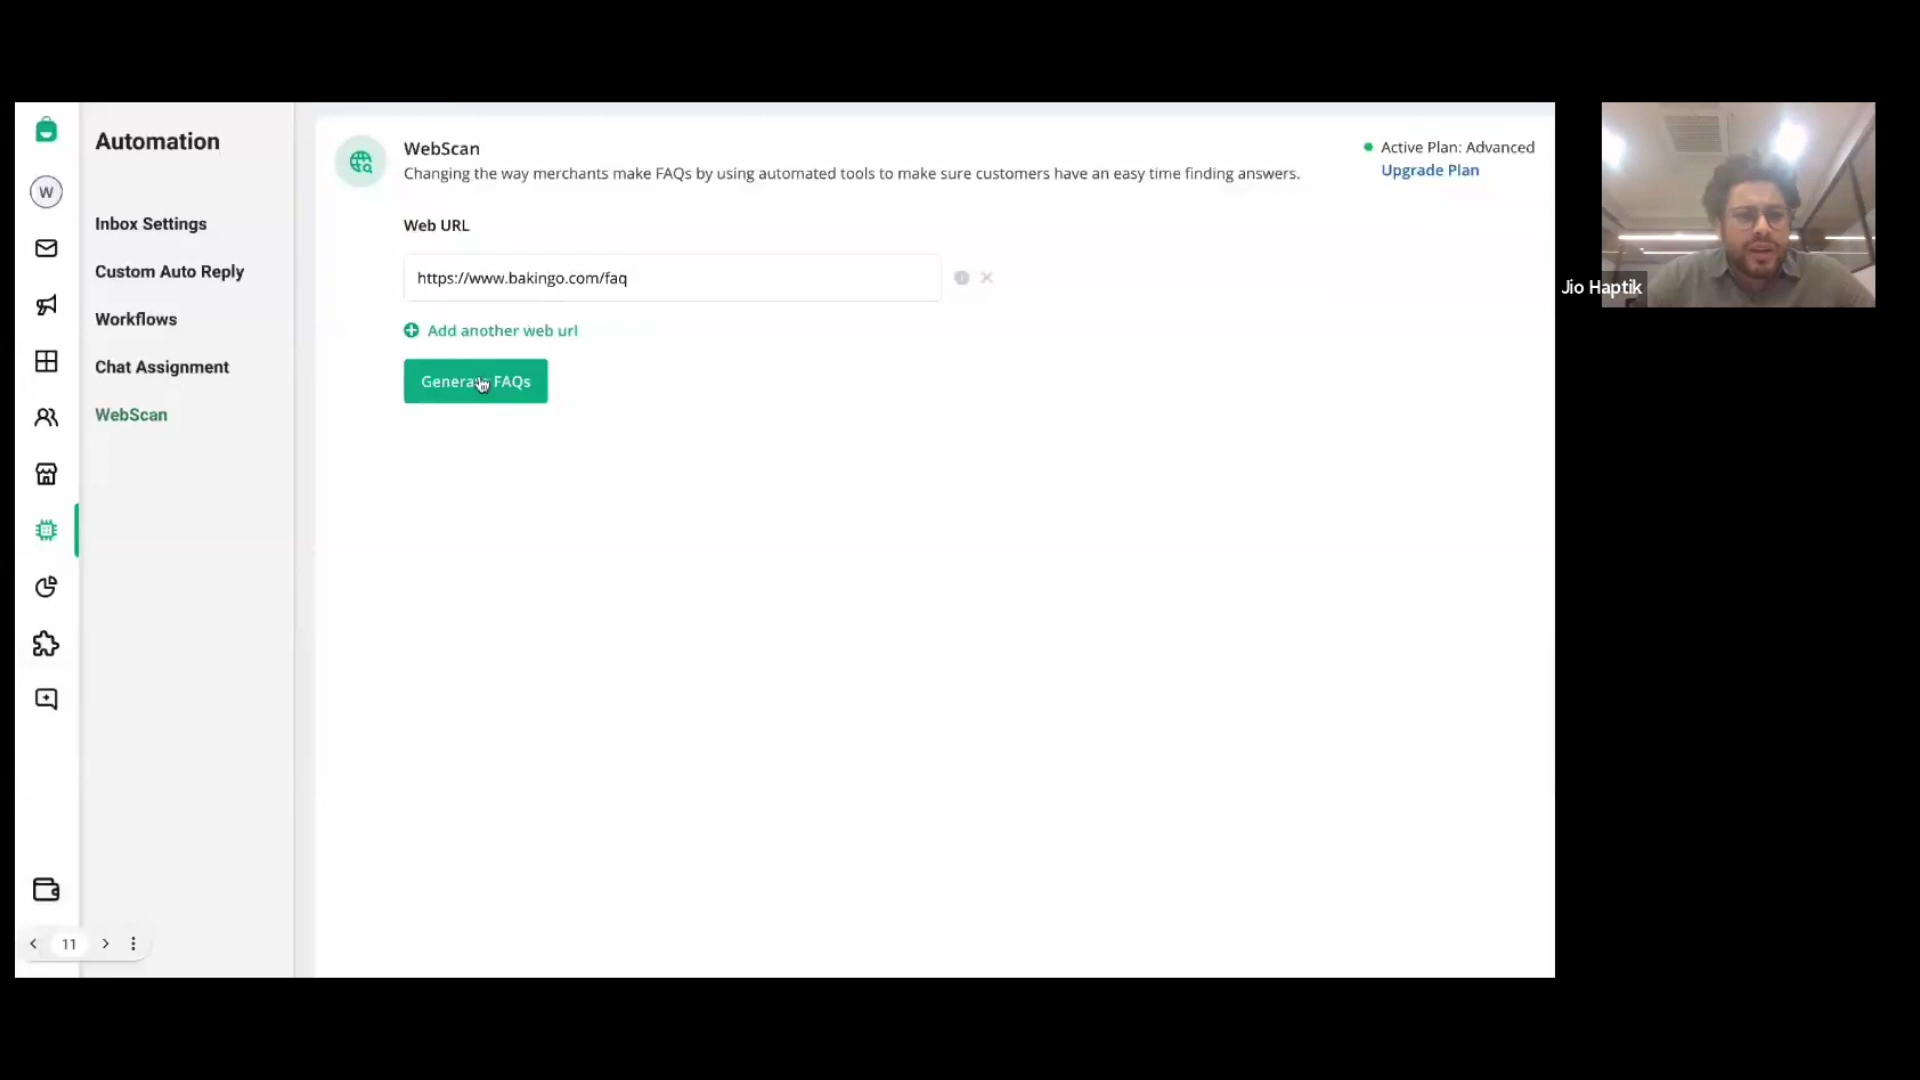 Automation
W
Inbox Settings
Custom Auto Reply
Workflows
Chat Assignment
WebScan
11
WebScan
Changing the way merchants make FAQs by using automated tools to make sure customers have an easy time finding answers.
Active Plan: Advanced
Upgrade Plan
Web URL
https://www.bakingo.com/faq
Add another web url
Generate FAQs
Jio Haptik